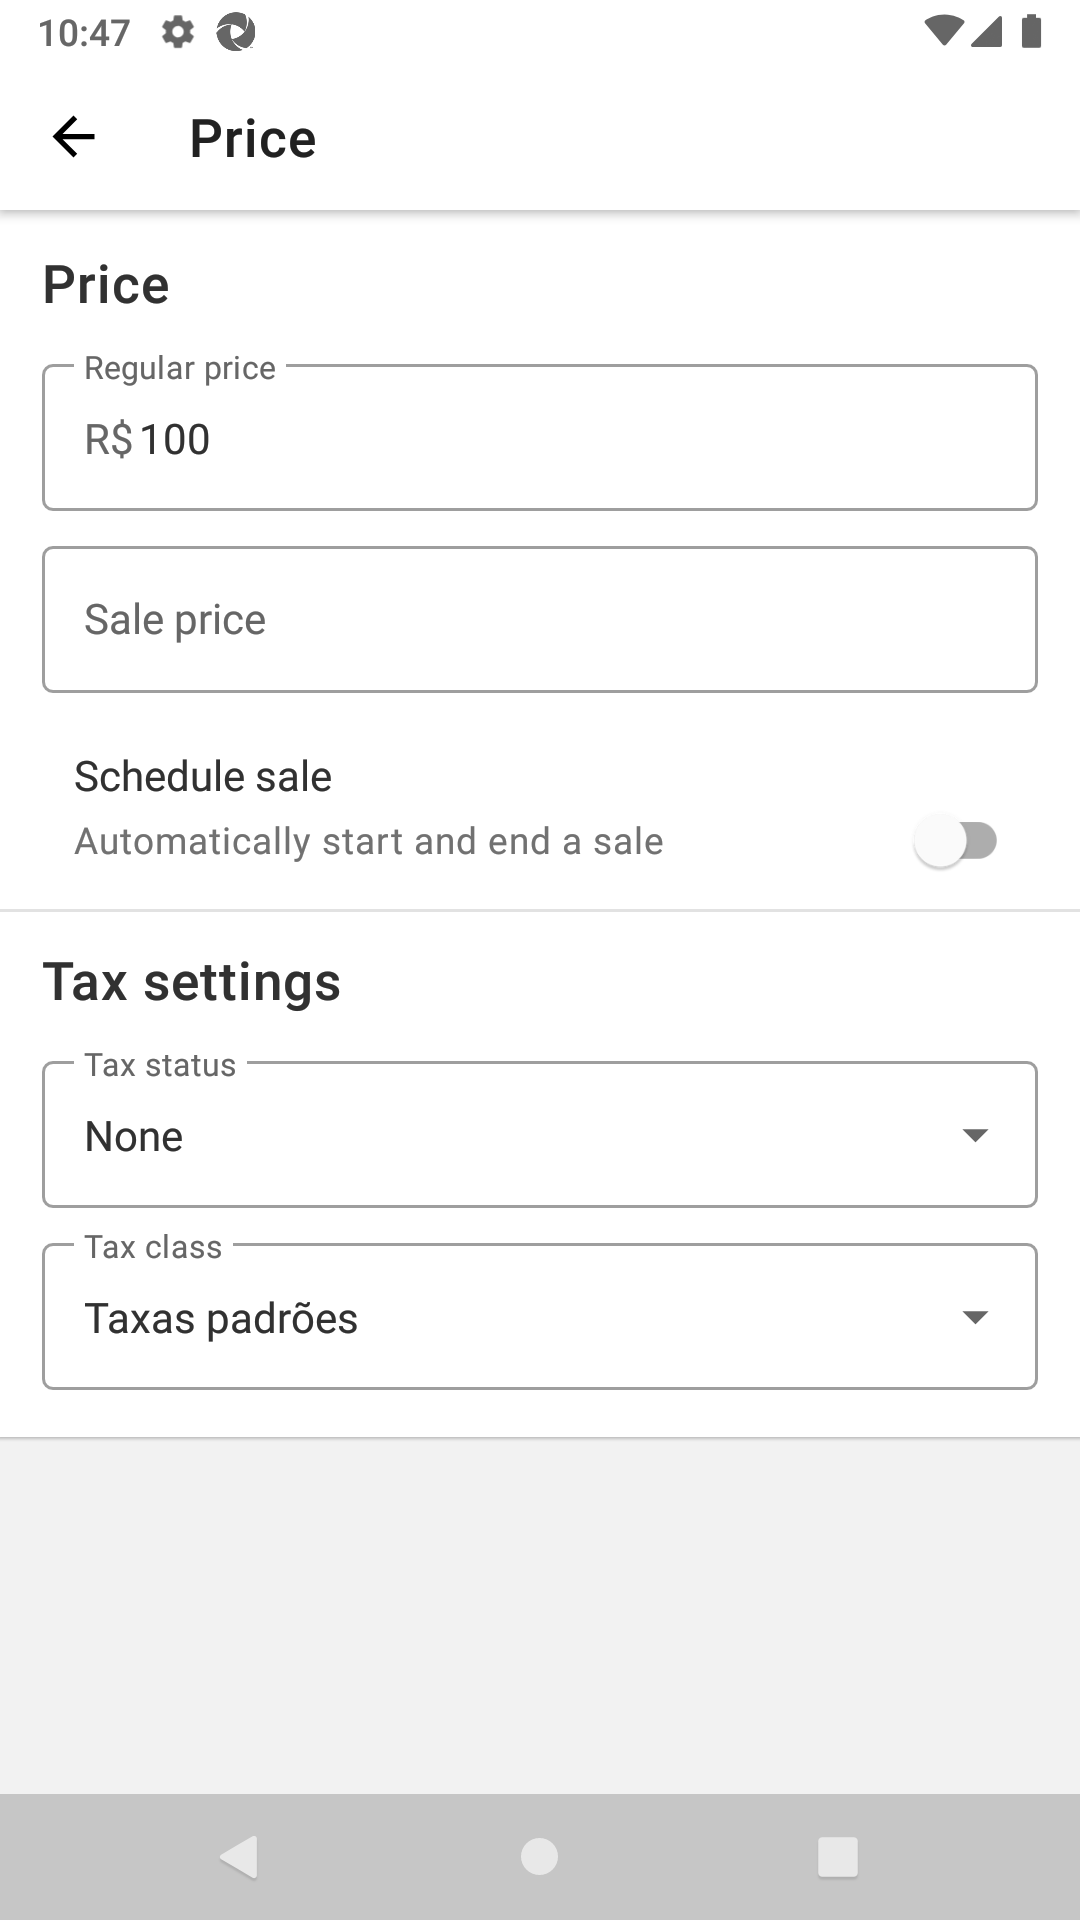 10:47
Price
Price
Regular price
R$ 100
Sale price
Schedule sale
Automatically start and end a sale
Tax settings
Tax status
None
Tax class
Taxas padrões